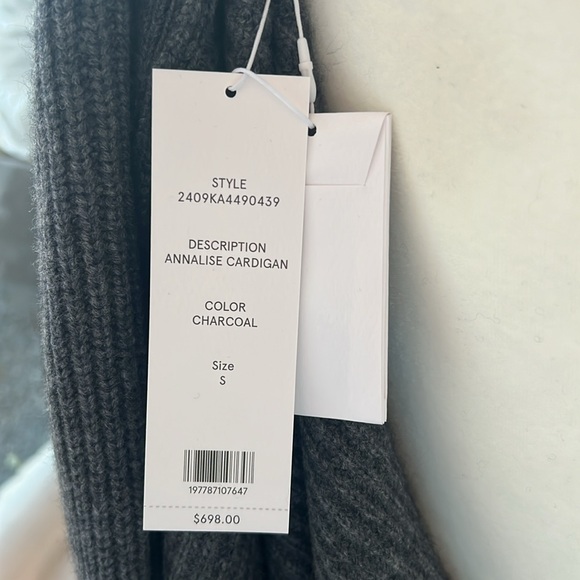 STYLE
2409KA4490439
DESCRIPTION
ANNALISE CARDIGAN
COLOR
CHARCOAL
Size
S
197787107647
$698.00